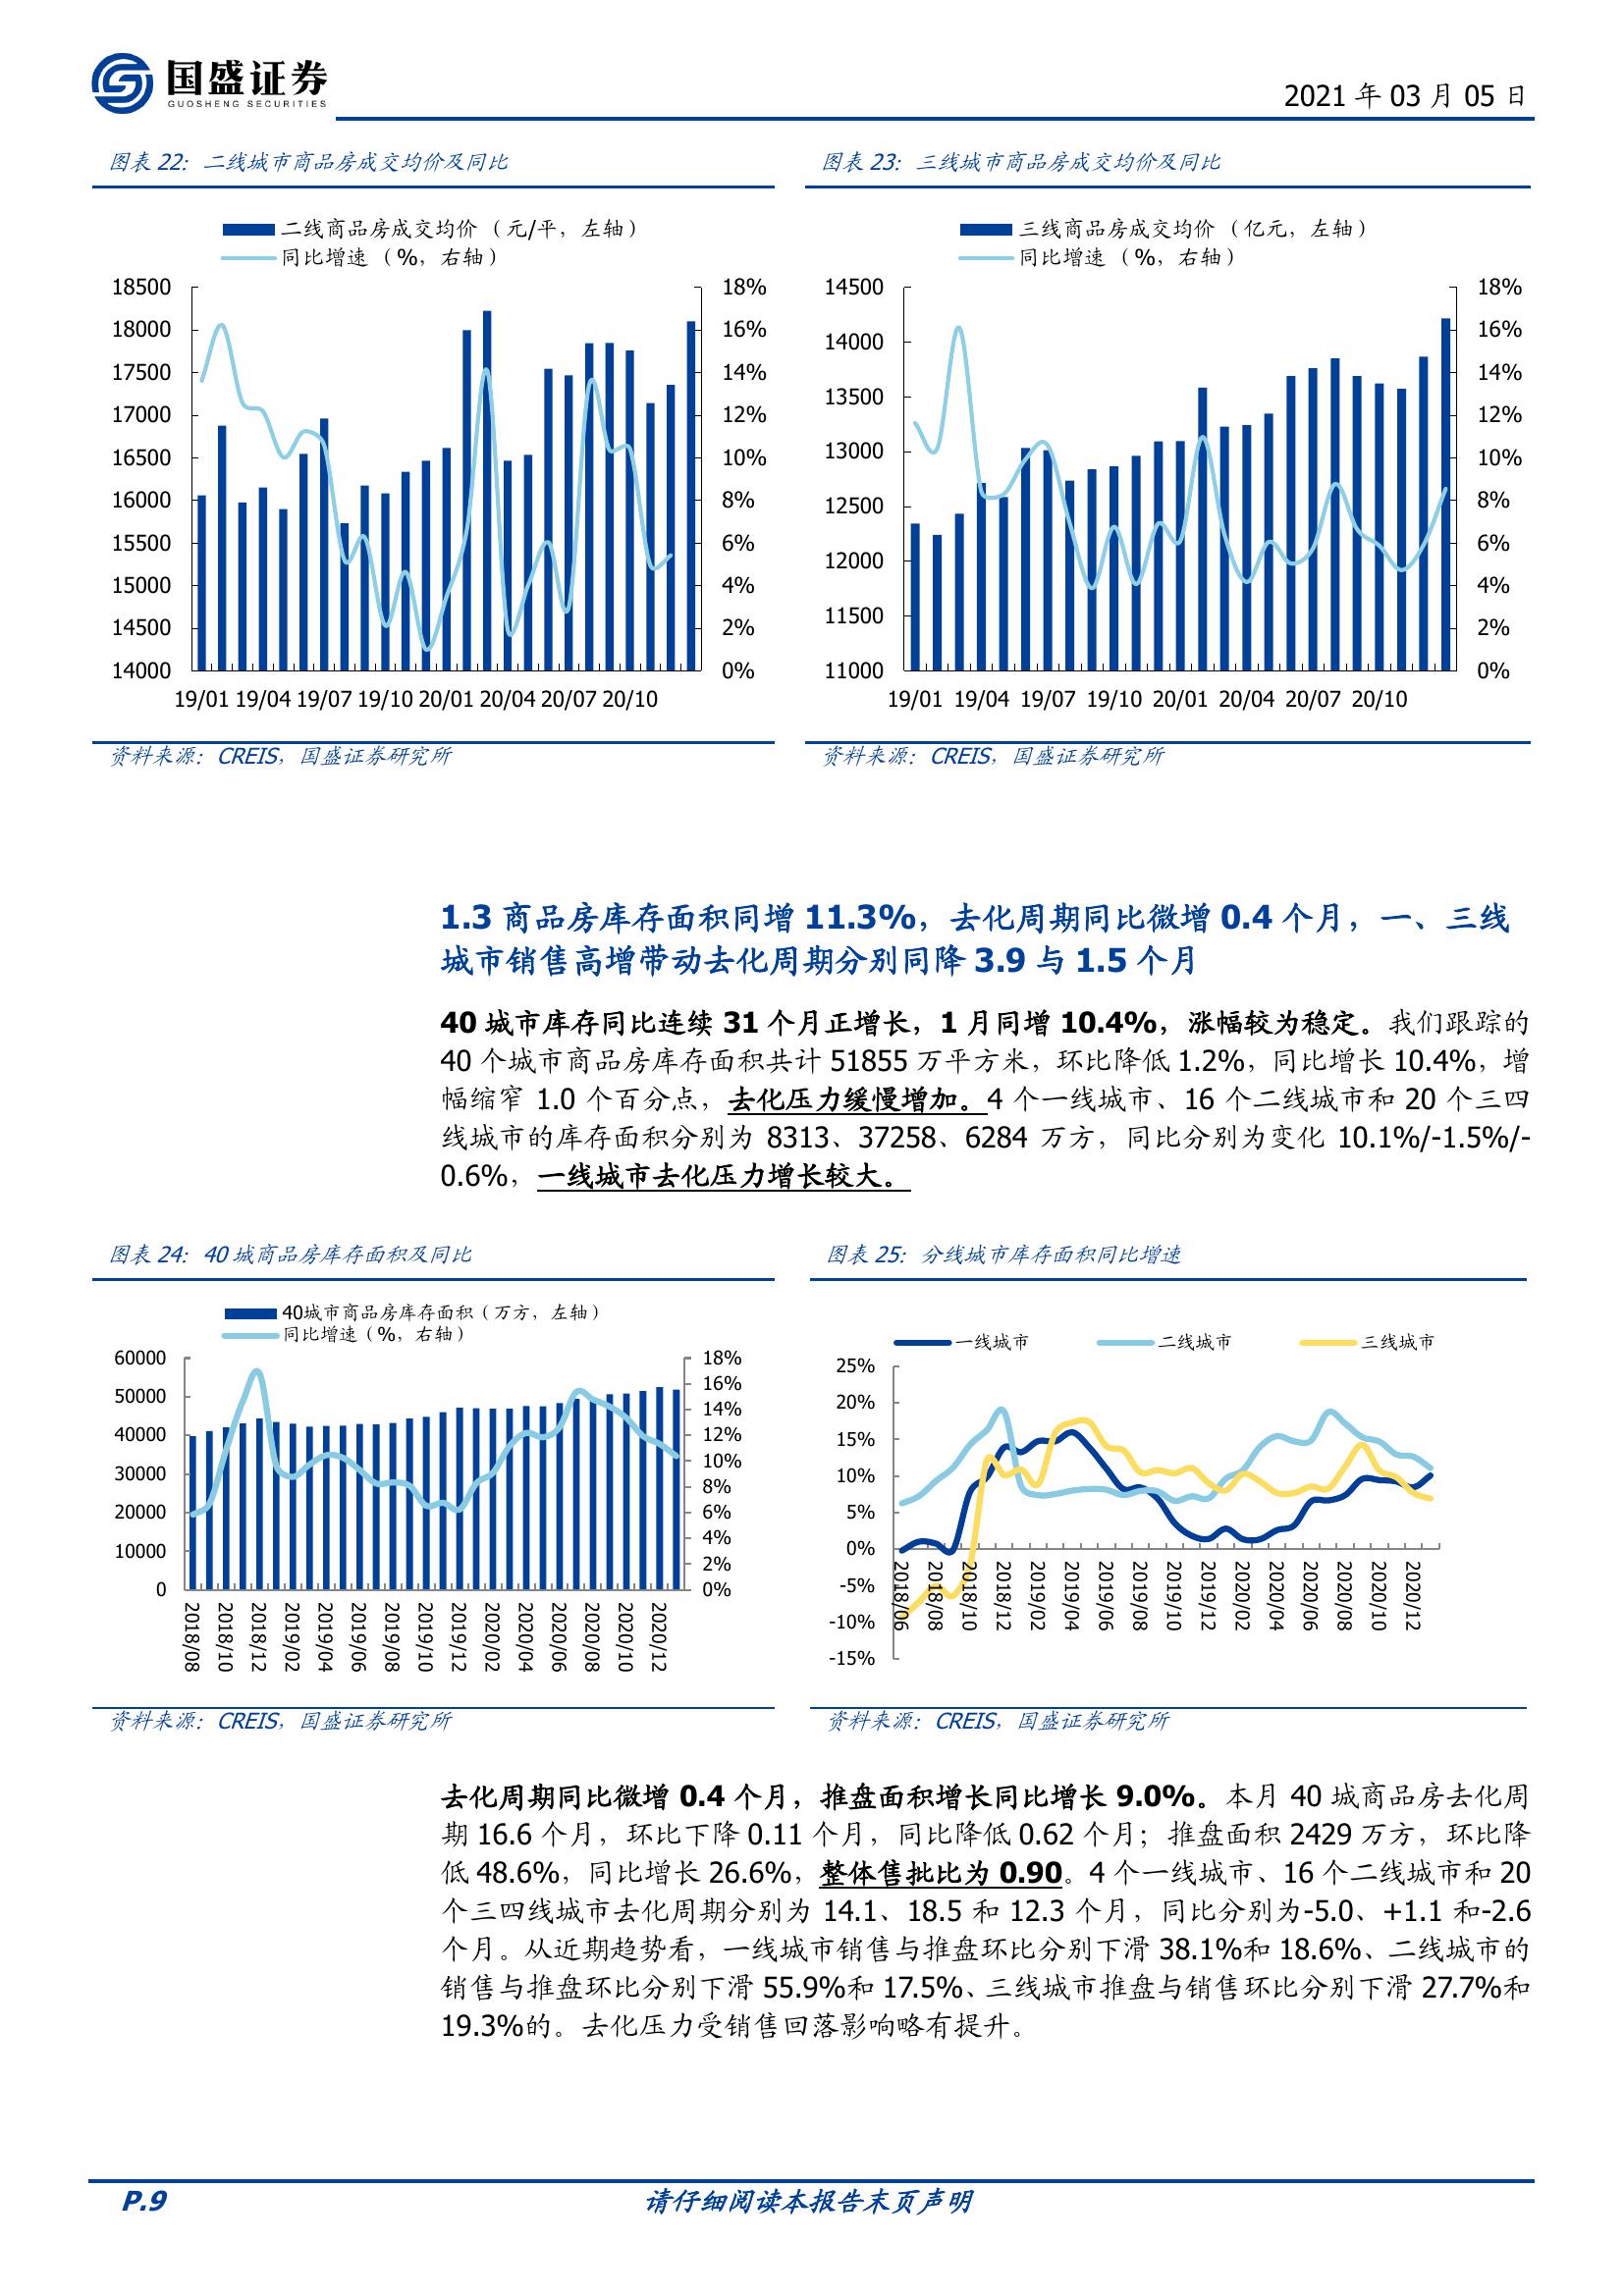 国盛证券
GUOSHENG SECURITIES
2021 年 03 月 05 日
图表 22：二线城市商品房成交均价及同比
二线商品房成交均价（元/平，左轴）
同比增速（%，右轴）
18500
18000
17500
17000
16500
16000
15500
15000
14500
14000
18%
16%
14%
12%
10%
8%
6%
4%
2%
0%
19/01 19/04 19/07 19/10 20/01 20/04 20/07 20/10
资料来源：CREIS，国盛证券研究所
图表 23：三线城市商品房成交均价及同比
三线商品房成交均价（亿元，左轴）
同比增速（%，右轴）
14500
14000
13500
13000
12500
12000
11500
11000
18%
16%
14%
12%
10%
8%
6%
4%
2%
0%
19/01 19/04 19/07 19/10 20/01 20/04 20/07 20/10
资料来源：CREIS，国盛证券研究所
1.3 商品房库存面积同增 11.3%，去化周期同比微增 0.4 个月，一、三线
城市销售高增带动去化周期分别同降 3.9 与 1.5 个月
40 城市库存同比连续 31 个月正增长，1 月同增 10.4%，涨幅较为稳定。我们跟踪的
40 个城市商品房库存面积共计 51855 万平方米，环比降低 1.2%，同比增长 10.4%，增
幅缩窄 1.0 个百分点，去化压力缓慢增加。4 个一线城市、16 个二线城市和 20 个三四
线城市的库存面积分别为 8313、37258、6284 万方，同比分别为变化 10.1%/-1.5%/-
0.6%，一线城市去化压力增长较大。
图表 24：40 城商品房库存面积及同比
40城市商品房库存面积（万方，左轴）
同比增速（%，右轴）
60000
50000
40000
30000
20000
10000
0
18%
16%
14%
12%
10%
8%
6%
4%
2%
0%
2018/08
2018/10
2018/12
2019/02
2019/04
2019/06
2019/08
2019/10
2019/12
2020/02
2020/04
2020/06
2020/08
2020/10
2020/12
资料来源：CREIS，国盛证券研究所
图表 25：分线城市库存面积同比增速
一线城市 二线城市 三线城市
25%
20%
15%
10%
5%
0%
-5%
-10%
-15%
2018/06
2018/08
2018/10
2018/12
2019/02
2019/04
2019/06
2019/08
2019/10
2019/12
2020/02
2020/04
2020/06
2020/08
2020/10
2020/12
资料来源：CREIS，国盛证券研究所
去化周期同比微增 0.4 个月，推盘面积增长同比增长 9.0%。本月 40 城商品房去化周
期 16.6 个月，环比下降 0.11 个月，同比降低 0.62 个月；推盘面积 2429 万方，环比降
低 48.6%，同比增长 26.6%，整体售批比为 0.90。4 个一线城市、16 个二线城市和 20
个三四线城市去化周期分别为 14.1、18.5 和 12.3 个月，同比分别为-5.0、+1.1 和-2.6
个月。从近期趋势看，一线城市销售与推盘环比分别下滑 38.1%和 18.6%、二线城市的
销售与推盘环比分别下滑 55.9%和 17.5%、三线城市推盘与销售环比分别下滑 27.7%和
19.3%的。去化压力受销售回落影响略有提升。
P.9
请仔细阅读本报告末页声明